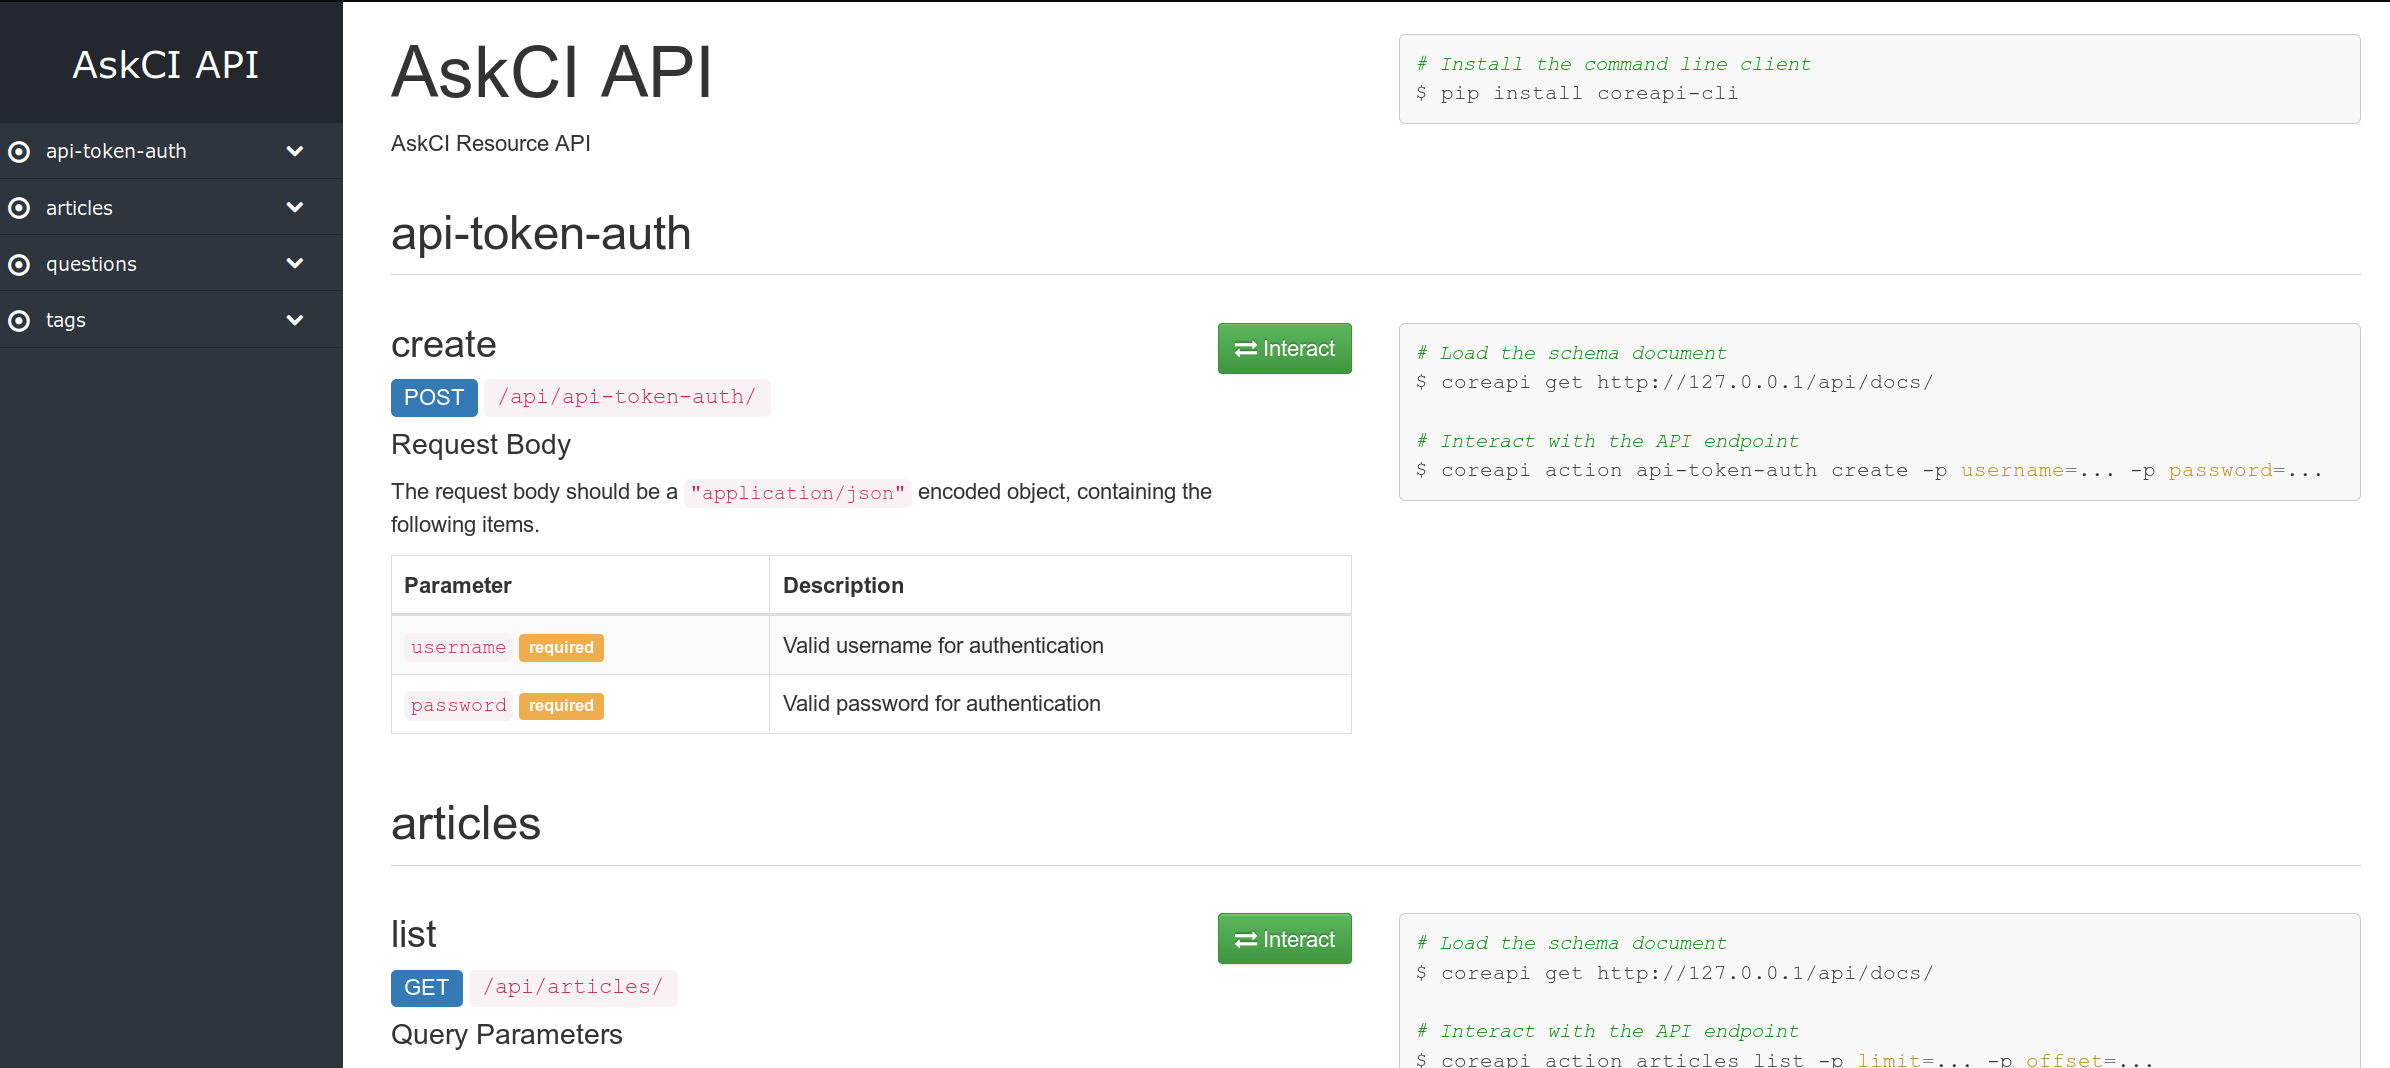 AskCI API
api-token-auth
articles
questions
tags
AskCI API
AskCI Resource API
# Install the command line client
$ pip install coreapi-cli
api-token-auth
create
Interact
POST /api/api-token-auth/
Request Body
The request body should be a "application/json" encoded object, containing the
following items.
Parameter Description
username required Valid username for authentication
password required Valid password for authentication
# Load the schema document
$ coreapi get http://127.0.0.1/api/docs/
# Interact with the API endpoint
$ coreapi action api-token-auth create -p username=... -p password=...
articles
list
Interact
GET /api/articles/
Query Parameters
# Load the schema document
$ coreapi get http://127.0.0.1/api/docs/
# Interact with the API endpoint
$ coreapi action articles list -p limit=... -p offset=...